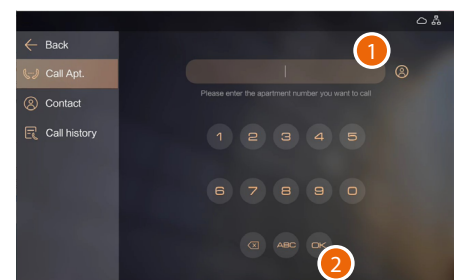 Back
1
Call Apt.
Please enter the apartment number you want to call
Contact
Call history
1 2 3 4 5
6 7 8 9 0
ABC OK
2